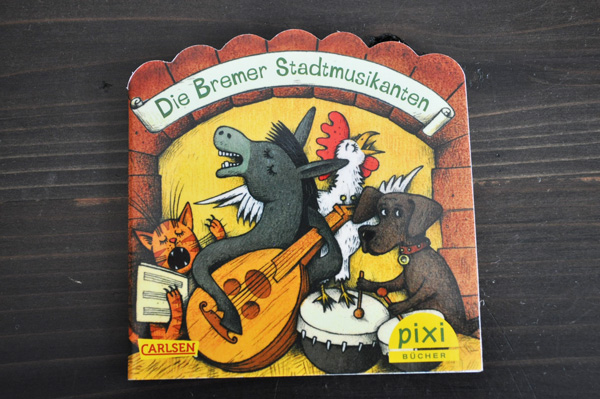 Die Bremer Stadtmusikanten
CARLSEN
pixi
BÜCHER